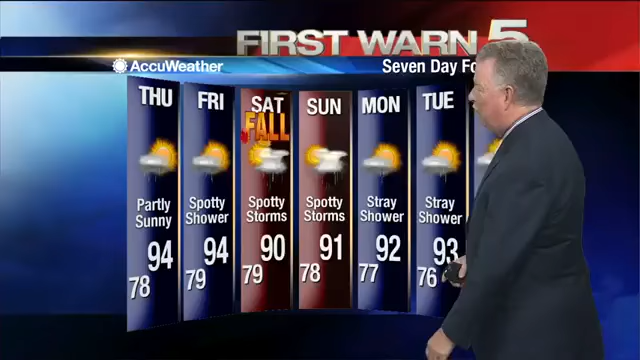 FIRST WARN 5
AccuWeather
Seven Day
THU
FRI
SAT
SUN
MON
TUE
FALL
Partly
Sunny
Spotty
Shower
Spotty
Storms
Spotty
Storms
Stray
Shower
Stray
Shower
94
78
94
79
90
79
91
78
92
77
93
76